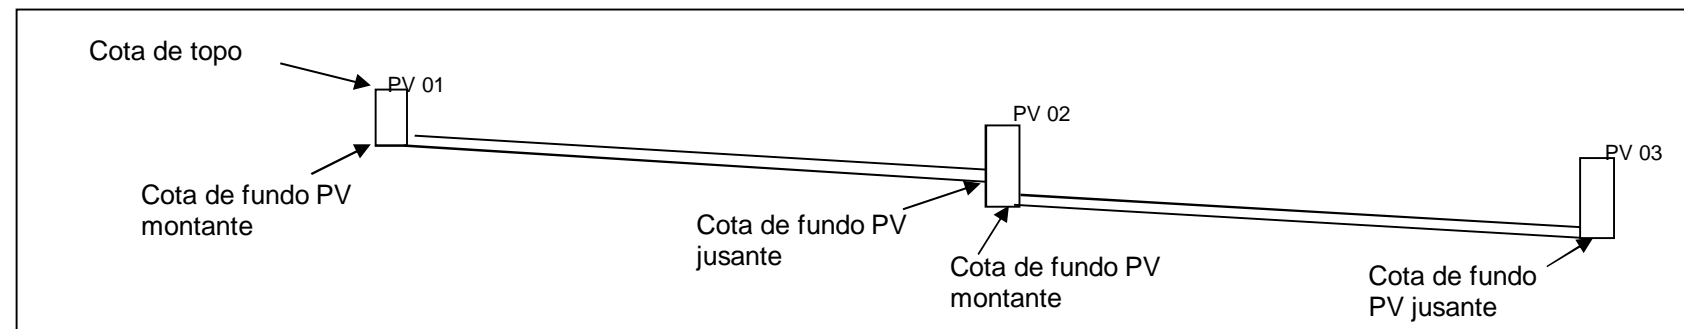 Cota de topo
PV 01
PV 02
PV 03
Cota de fundo PV
montante
Cota de fundo PV
jusante
Cota de fundo PV
montante
Cota de fundo
PV jusante